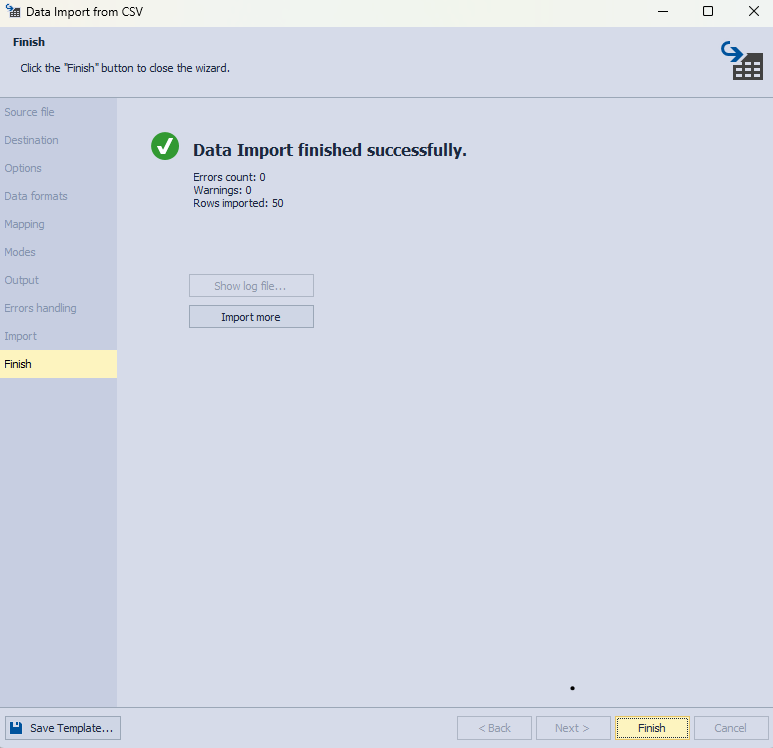 Data Import from CSV
Finish
Click the "Finish" button to close the wizard.
Source file
Destination
Options
Data formats
Mapping
Modes
Output
Errors handling
Import
Finish
Data Import finished successfully.
Errors count: 0
Warnings: 0
Rows imported: 50
Show log file...
Import more
Save Template...
< Back
Next >
Finish
Cancel